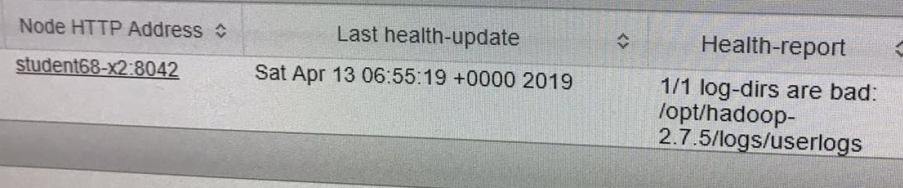 Node HTTP Address
Last health-update
Health-report
student68-x2:8042
Sat Apr 13 06:55:19 +0000 2019
1/1 log-dirs are bad:
/opt/hadoop-
2.7.5/logs/userlogs